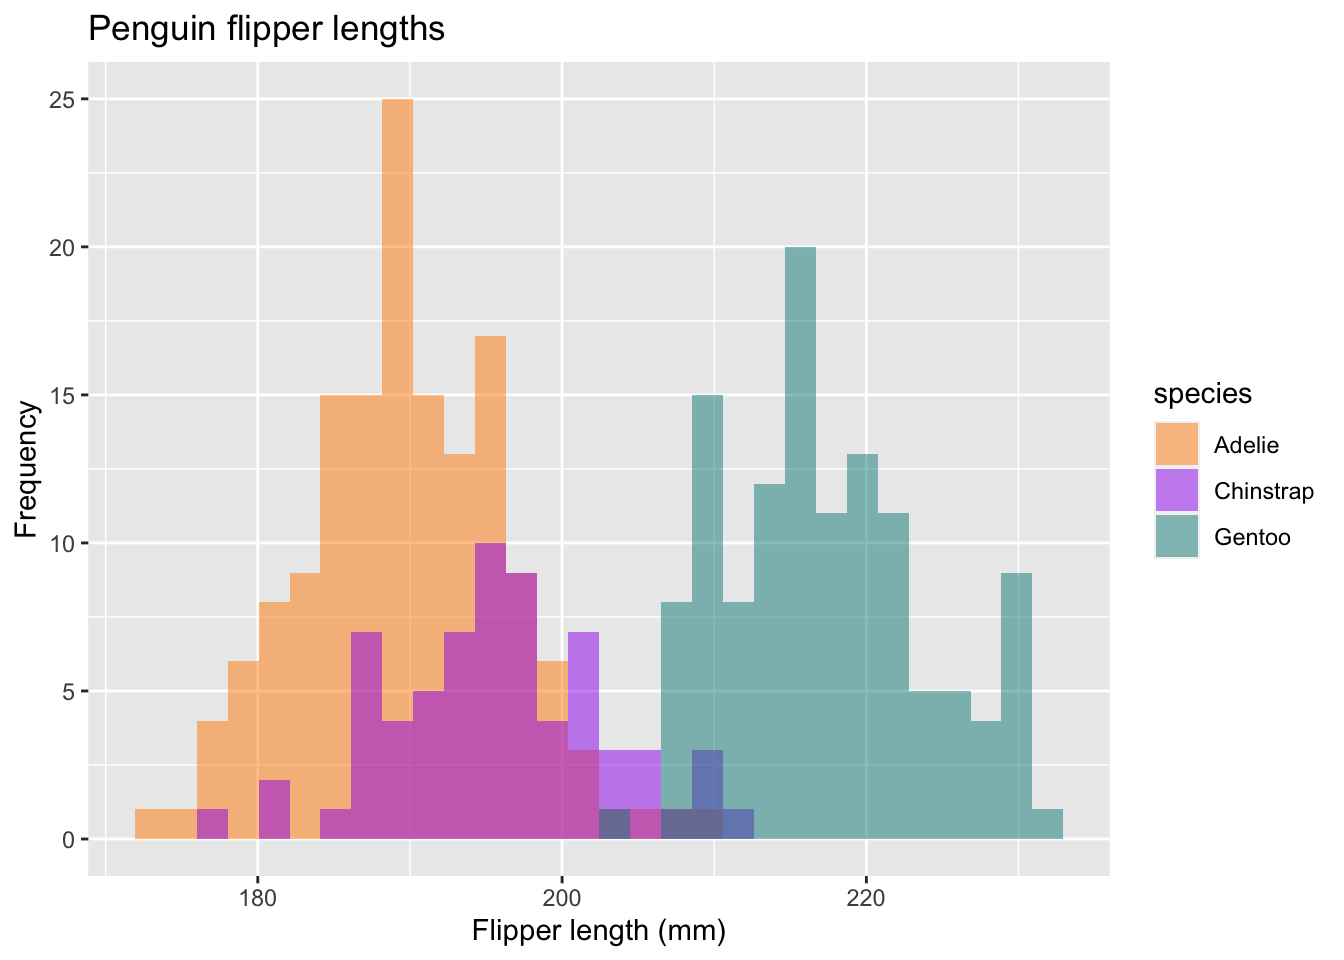 Penguin flipper lengths
25
20
15
10
5
0
Frequency
180 200 220
Flipper length (mm)
species
Adelie
Chinstrap
Gentoo